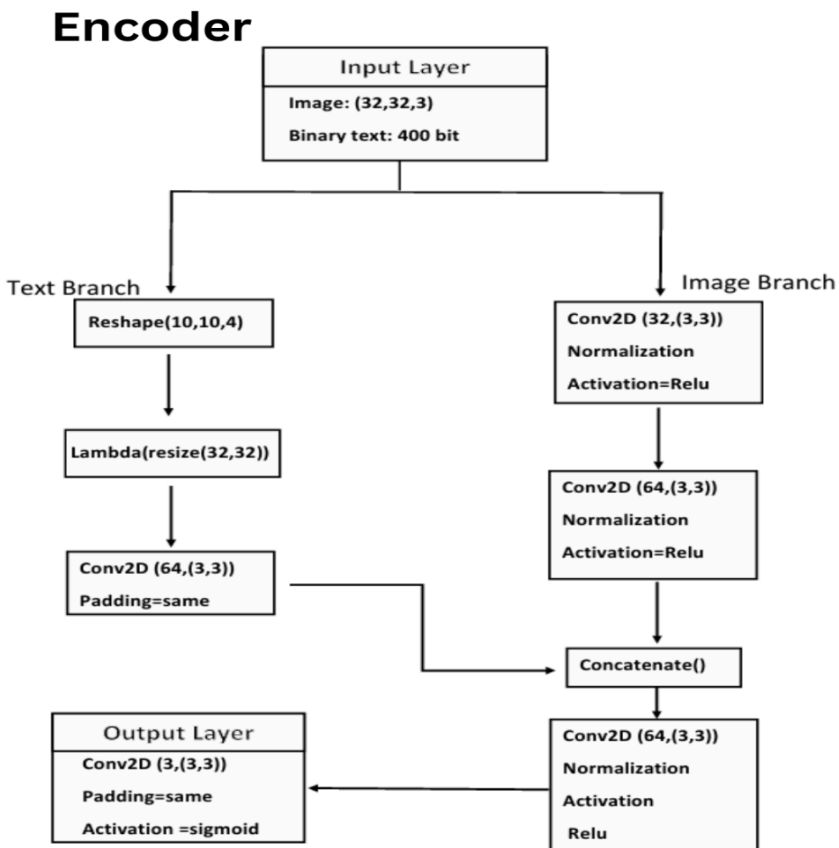 Encoder
Input Layer
Image: (32,32,3)
Binary text: 400 bit
Text Branch
Reshape(10,10,4)
Lambda(resize(32,32))
Conv2D (64,(3,3))
Padding=same
Image Branch
Conv2D (32,(3,3))
Normalization
Activation=Relu
Conv2D (64,(3,3))
Normalization
Activation=Relu
Concatenate()
Conv2D (64,(3,3))
Normalization
Activation
Relu
Output Layer
Conv2D (3,(3,3))
Padding=same
Activation =sigmoid